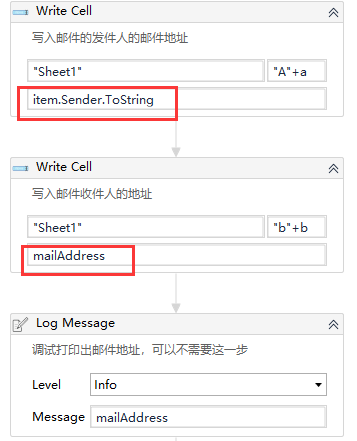 Write Cell
写入邮件的发件人的邮件地址
"Sheet1" "A"+a
item.Sender.ToString
Write Cell
写入邮件收件人的地址
"Sheet1" "b"+b
mailAddress
Log Message
调试打印出邮件地址，可以不需要这一步
Level Info
Message mailAddress